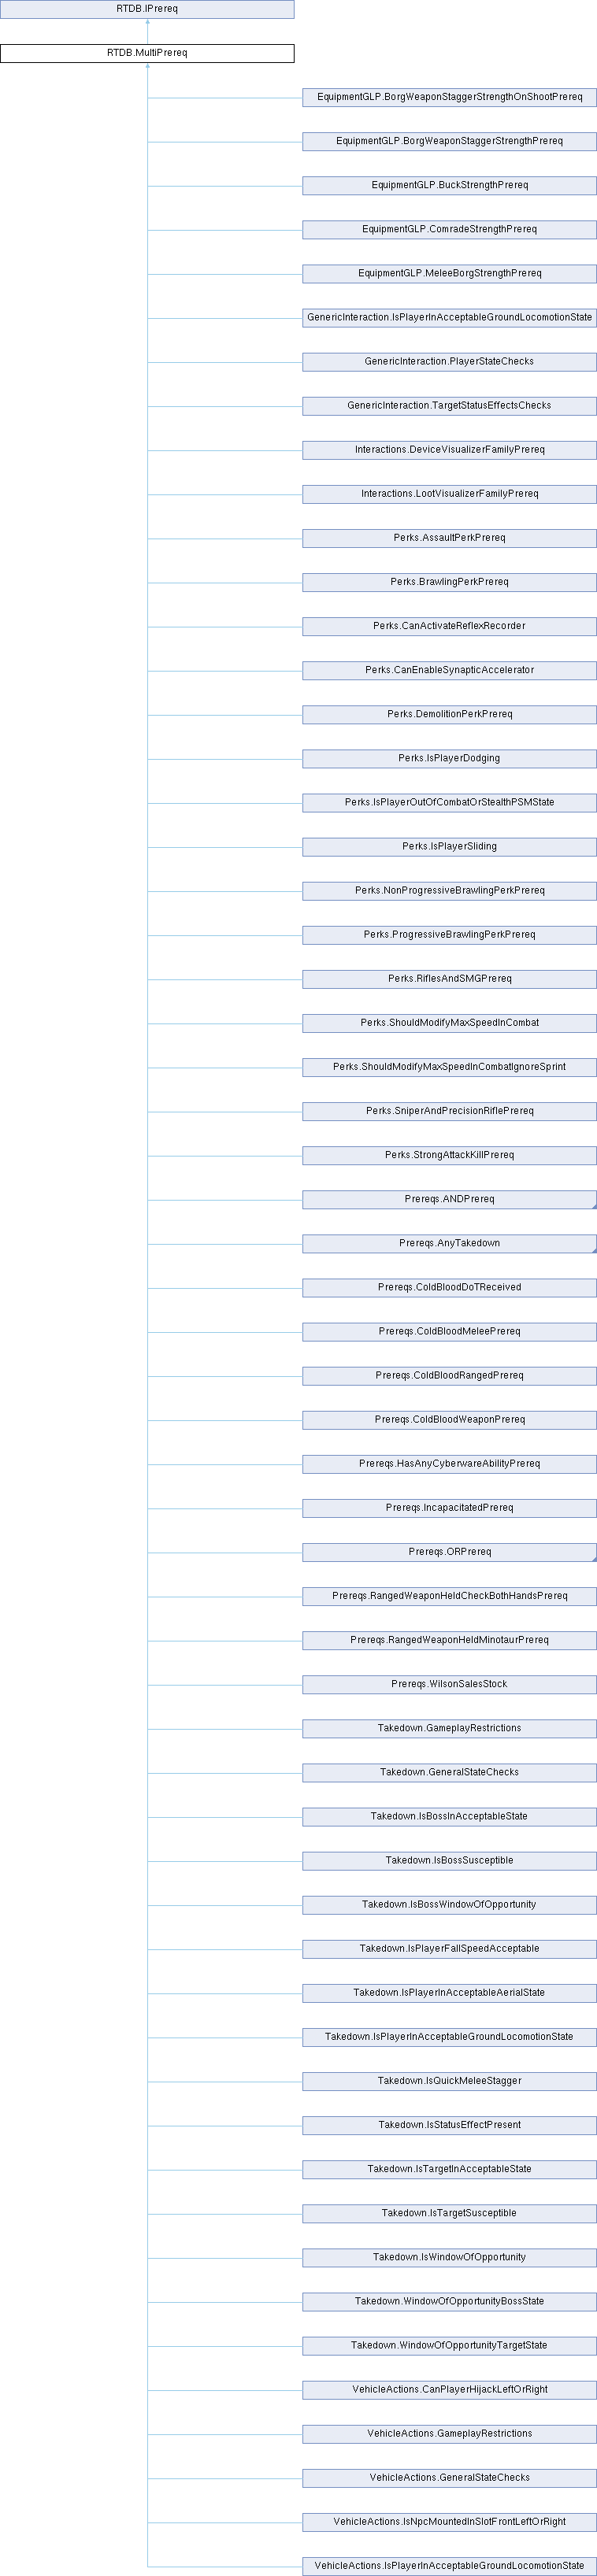 RTDB.IPrereq
RTDB.MultiPrereq
EquipmentGLP.BorgWeaponStaggerStrengthOnShootPrereq
EquipmentGLP.BorgWeaponStaggerStrengthPrereq
EquipmentGLP.BuckStrengthPrereq
EquipmentGLP.ComradeStrengthPrereq
EquipmentGLP.MeleeBorgStrengthPrereq
GenericInteraction.IsPlayerInAcceptableGroundLocomotionState
GenericInteraction.PlayerStateChecks
GenericInteraction.TargetStatusEffectsChecks
Interactions.DeviceVisualizerFamilyPrereq
Interactions.LootVisualizerFamilyPrereq
Perks.AssaultPerkPrereq
Perks.BrawlingPerkPrereq
Perks.CanActivateReflexRecorder
Perks.CanEnableSynapticAccelerator
Perks.DemolitionPerkPrereq
Perks.IsPlayerDodging
Perks.IsPlayerOutOfCombatOrStealthPSMState
Perks.IsPlayerSliding
Perks.NonProgressiveBrawlingPerkPrereq
Perks.ProgressiveBrawlingPerkPrereq
Perks.RiflesAndSMGPrereq
Perks.ShouldModifyMaxSpeedInCombat
Perks.ShouldModifyMaxSpeedInCombatIgnoreSprint
Perks.SniperAndPrecisionRiflePrereq
Perks.StrongAttackKillPrereq
Prereqs.ANDPrereq
Prereqs.AnyTakedown
Prereqs.ColdBloodDoTReceived
Prereqs.ColdBloodMeleePrereq
Prereqs.ColdBloodRangedPrereq
Prereqs.ColdBloodWeaponPrereq
Prereqs.HasAnyCyberwareAbilityPrereq
Prereqs.IncapacitatedPrereq
Prereqs.ORPrereq
Prereqs.RangedWeaponHeldCheckBothHandsPrereq
Prereqs.RangedWeaponHeldMinotaurPrereq
Prereqs.WilsonSalesStock
Takedown.GameplayRestrictions
Takedown.GeneralStateChecks
Takedown.IsBossInAcceptableState
Takedown.IsBossSusceptible
Takedown.IsBossWindowOfOpportunity
Takedown.IsPlayerFallSpeedAcceptable
Takedown.IsPlayerInAcceptableAerialState
Takedown.IsPlayerInAcceptableGroundLocomotionState
Takedown.IsQuickMeleeStagger
Takedown.IsStatusEffectPresent
Takedown.IsTargetInAcceptableState
Takedown.IsTargetSusceptible
Takedown.IsWindowOfOpportunity
Takedown.WindowOfOpportunityBossState
Takedown.WindowOfOpportunityTargetState
VehicleActions.CanPlayerHijackLeftOrRight
VehicleActions.GameplayRestrictions
VehicleActions.GeneralStateChecks
VehicleActions.IsNpcMountedInSlotFrontLeftOrRight
VehicleActions.IsPlayerInAcceptableGroundLocomotionState